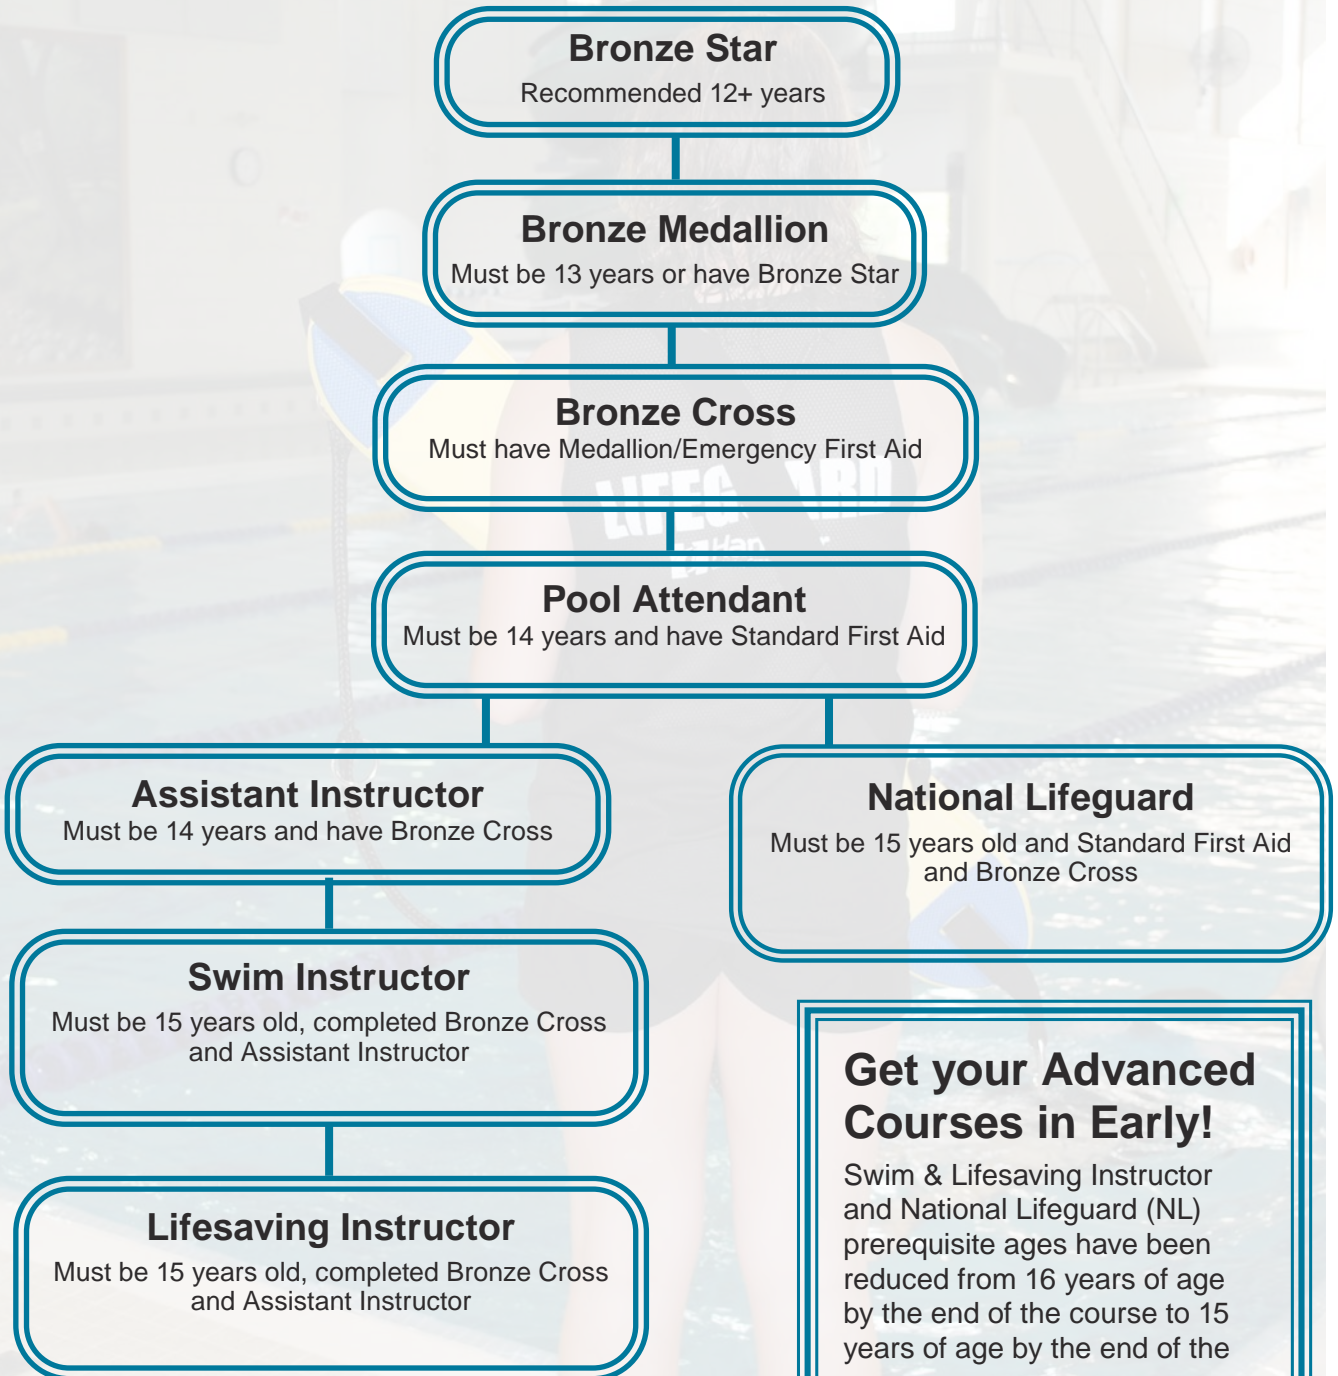 Bronze Star
Recommended 12+ years
Bronze Medallion
Must be 13 years or have Bronze Star
Bronze Cross
Must have Medallion/Emergency First Aid
Pool Attendant
Must be 14 years and have Standard First Aid
Assistant Instructor
Must be 14 years and have Bronze Cross
National Lifeguard
Must be 15 years old and Standard First Aid
and Bronze Cross
Swim Instructor
Must be 15 years old, completed Bronze Cross
and Assistant Instructor
Lifesaving Instructor
Must be 15 years old, completed Bronze Cross
and Assistant Instructor
Get your Advanced
Courses in Early!
Swim & Lifesaving Instructor
and National Lifeguard (NL)
prerequisite ages have been
reduced from 16 years of age
by the end of the course to 15
years of age by the end of the